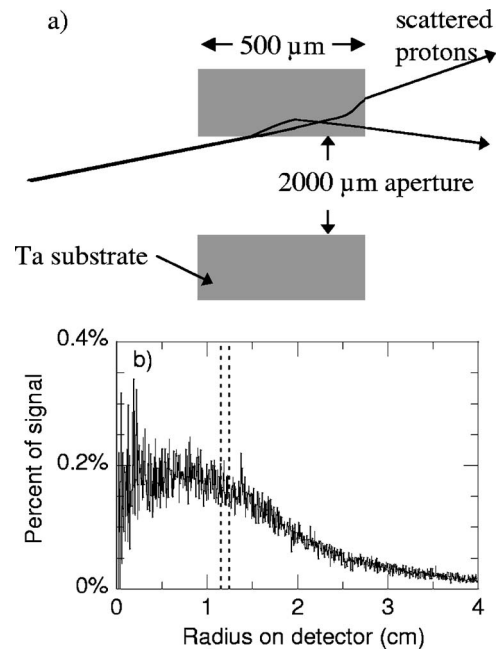 a)
500 µm
scattered
protons
2000 µm aperture
Ta substrate
0.4%
b)
Percent of signal
0.2%
0%
0 1 2 3 4
Radius on detector (cm)